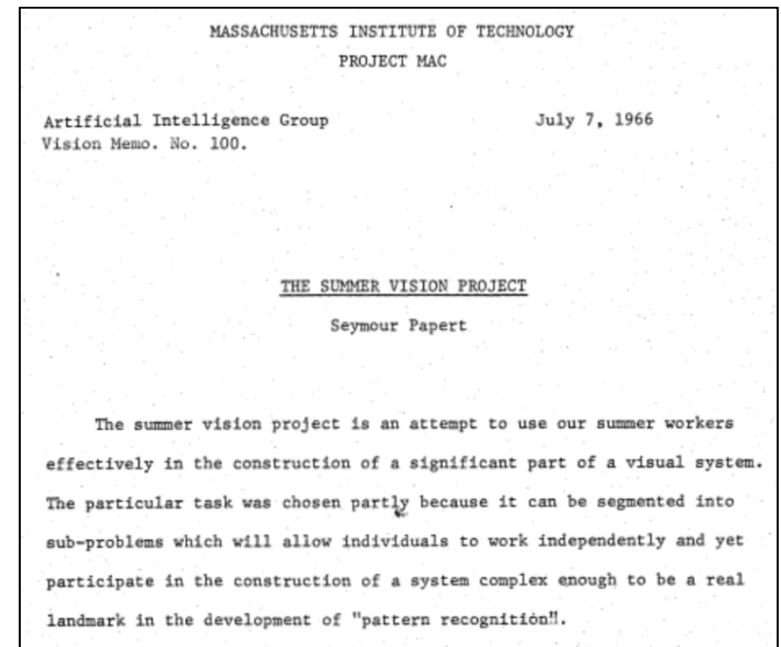 MASSACHUSETTS INSTITUTE OF TECHNOLOGY
PROJECT MAC
Artificial Intelligence Group July 7, 1966
Vision Memo. No. 100.
THE SUMMER VISION PROJECT
Seymour Papert
The summer vision project is an attempt to use our summer workers
effectively in the construction of a significant part of a visual system.
The particular task was chosen partly because it can be segmented into
sub-problems which will allow individuals to work independently and yet
participate in the construction of a system complex enough to be a real
landmark in the development of "pattern recognition".